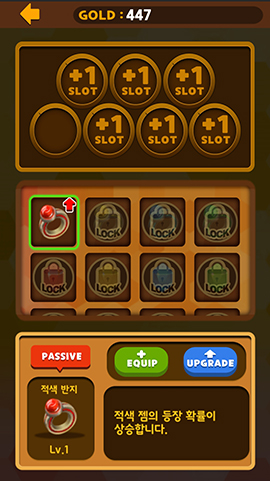 GOLD : 447
+1 SLOT +1 SLOT +1 SLOT
+1 SLOT +1 SLOT +1 SLOT
LOCK LOCK LOCK
LOCK LOCK LOCK LOCK
PASSIVE
EQUIP
UPGRADE
적색 반지
Lv.1
적색 젬의 등장 확률이
상승합니다.